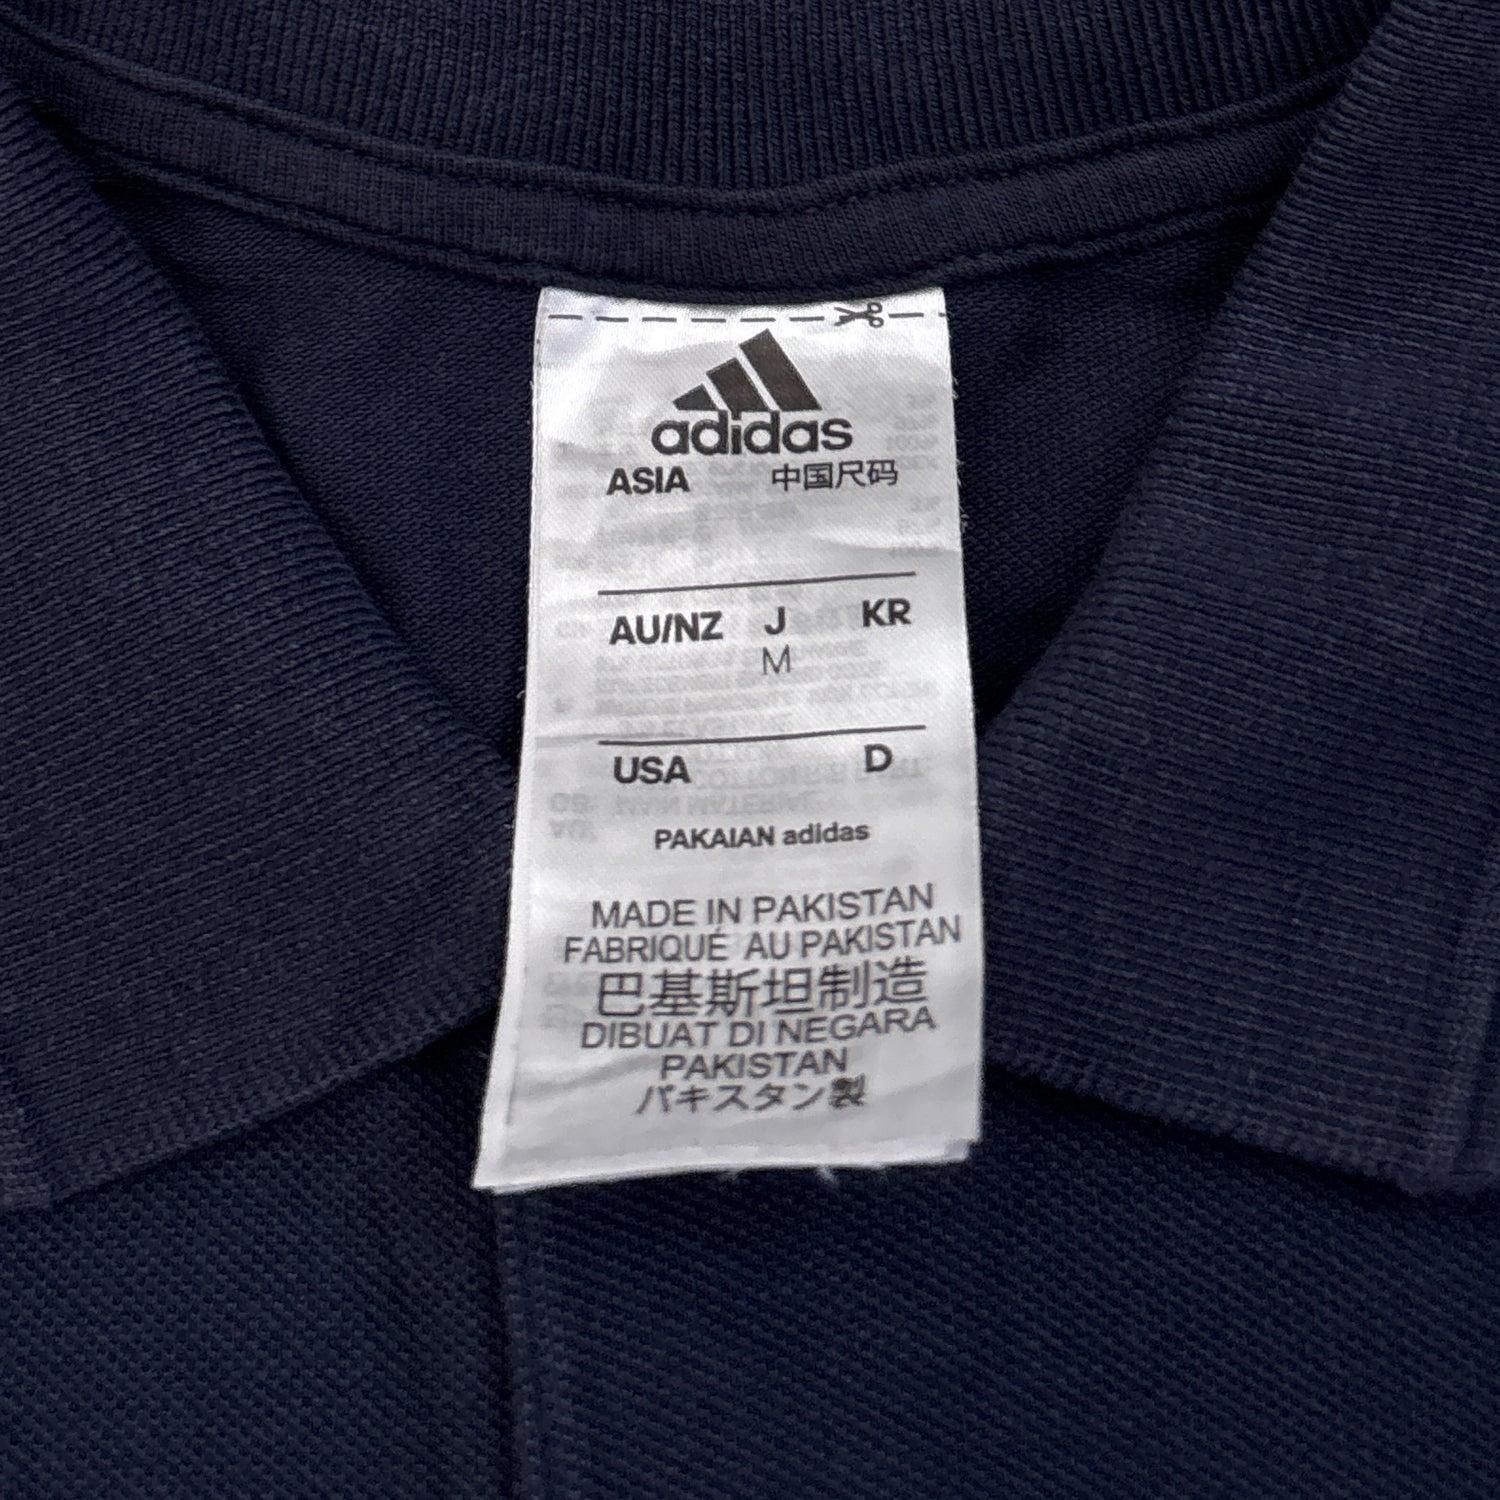 adidas
ASIA 中国尺码
AU/NZ J KR
M
USA D
PAKAIAN adidas
MADE IN PAKISTAN
FABRIQUÉ AU PAKISTAN
巴基斯坦制造
DIBUAT DI NEGARA
PAKISTAN
パキスタン製